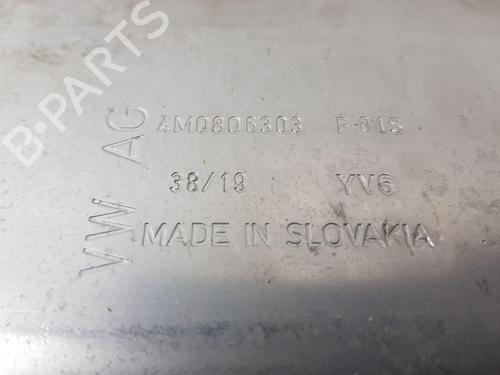 VW AG
4M0806303 F 01S
38/19 YV6
MADE IN SLOVAKIA
B-PARTS